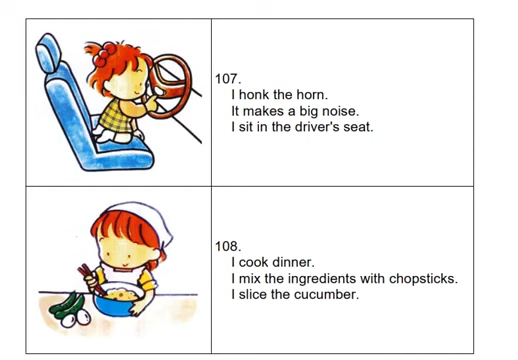 107.
I honk the horn.
It makes a big noise.
I sit in the driver's seat.
108.
I cook dinner.
I mix the ingredients with chopsticks.
I slice the cucumber.